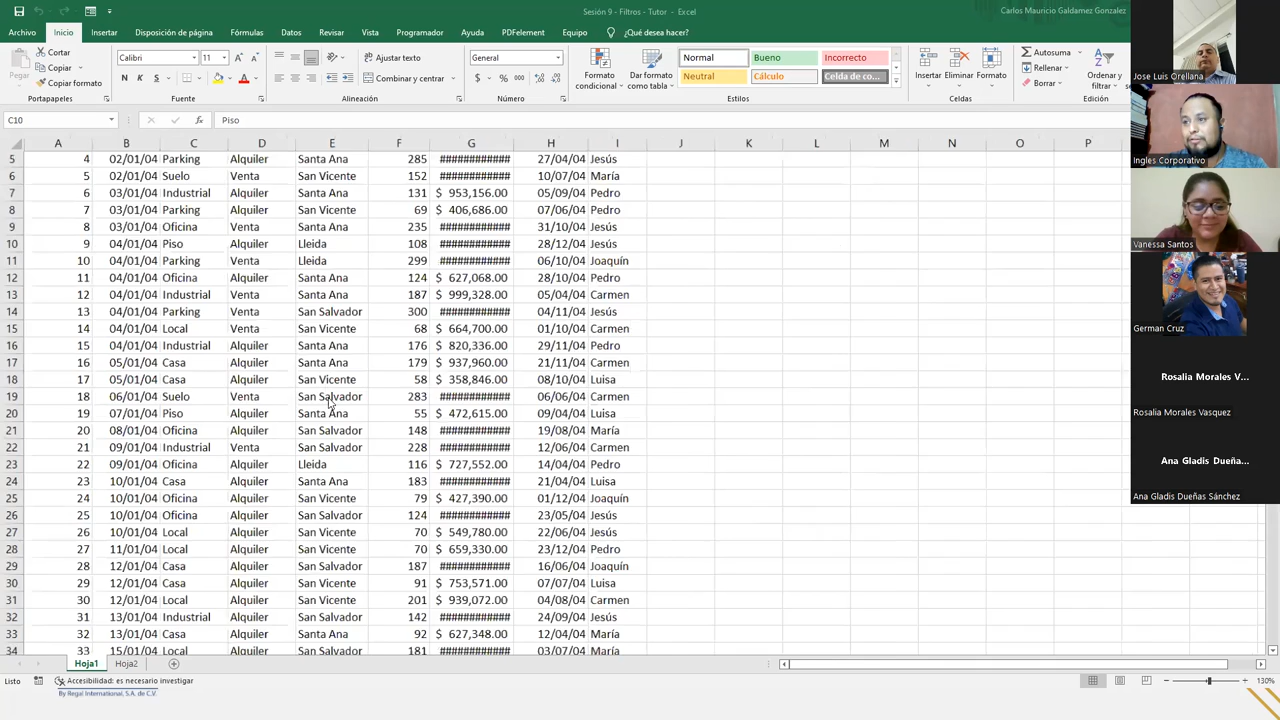 Sesión 9 - Filtros - Tutor - Excel
Carlos Mauricio Galdamez Gonzalez
Archivo Inicio Insertar Disposición de página Fórmulas Datos Revisar Vista Programador Ayuda PDFelement Equipo ¿Qué desea hacer?
Pegar Cortar Copiar Copiar formato
Calibri 11
N K S
Ajustar texto
Combinar y centrar
General
Formato condicional
Dar formato como tabla
Normal Bueno Incorrecto
Neutral Cálculo Celda de co...
Insertar Eliminar Formato
Autosuma
Rellenar
Borrar
Ordenar y filtrar
Portapapeles Fuente Alineación Número Estilos Celdas Edición
C10 fx Piso
A B C D E F G H I J K L M N O P
5 4 02/01/04 Parking Alquiler Santa Ana 285 ############ 27/04/04 Jesús
6 5 02/01/04 Suelo Venta San Vicente 152 ############ 10/07/04 María
7 6 03/01/04 Industrial Alquiler Santa Ana 131 $ 953,156.00 05/09/04 Pedro
8 7 03/01/04 Parking Alquiler San Vicente 69 $ 406,686.00 07/06/04 Pedro
9 8 03/01/04 Oficina Alquiler Santa Ana 235 ############ 31/10/04 Jesús
10 9 04/01/04 Piso Alquiler Lleida 108 ############ 28/12/04 Jesús
11 10 04/01/04 Parking Alquiler Lleida 299 ############ 06/10/04 Joaquín
12 11 04/01/04 Oficina Alquiler Santa Ana 124 $ 627,068.00 28/10/04 Pedro
13 12 04/01/04 Industrial Venta Santa Ana 187 $ 999,328.00 05/04/04 Carmen
14 13 04/01/04 Parking Venta San Salvador 300 ############ 04/11/04 Jesús
15 14 04/01/04 Local Venta San Vicente 68 $ 664,700.00 01/10/04 Carmen
16 15 04/01/04 Industrial Alquiler Santa Ana 176 $ 820,336.00 29/11/04 Pedro
17 16 05/01/04 Casa Alquiler Santa Ana 179 $ 937,960.00 21/11/04 Carmen
18 17 05/01/04 Casa Alquiler San Vicente 58 $ 358,846.00 08/10/04 Luisa
19 18 06/01/04 Suelo Venta San Salvador 283 ############ 06/06/04 Carmen
20 19 07/01/04 Piso Alquiler Santa Ana 55 $ 472,615.00 09/04/04 Luisa
21 20 08/01/04 Oficina Alquiler San Salvador 148 ############ 19/08/04 María
22 21 09/01/04 Industrial Venta San Salvador 228 ############ 12/06/04 Carmen
23 22 09/01/04 Oficina Alquiler Lleida 116 $ 727,552.00 14/04/04 Pedro
24 23 10/01/04 Casa Alquiler Santa Ana 183 ############ 21/04/04 Luisa
25 24 10/01/04 Oficina Alquiler San Vicente 79 $ 427,390.00 01/12/04 Joaquín
26 25 10/01/04 Oficina Alquiler San Salvador 124 ############ 23/05/04 Jesús
27 26 10/01/04 Local Alquiler San Vicente 70 $ 549,780.00 22/06/04 Jesús
28 27 11/01/04 Local Alquiler San Vicente 70 $ 659,330.00 23/12/04 Pedro
29 28 12/01/04 Casa Alquiler San Salvador 187 ############ 16/06/04 Joaquín
30 29 12/01/04 Casa Alquiler San Vicente 91 $ 753,571.00 07/07/04 Luisa
31 30 12/01/04 Local Alquiler San Vicente 201 $ 939,072.00 04/08/04 Carmen
32 31 13/01/04 Industrial Alquiler San Salvador 142 ############ 24/09/04 Jesús
33 32 13/01/04 Casa Alquiler Santa Ana 92 $ 627,348.00 12/04/04 María
34 33 15/01/04 Local Alquiler San Salvador 181 ############ 03/07/04 María
Hoja1 Hoja2
Listo Accesibilidad: es necesario investigar 130%
By Regal International, S.A. de C.V.
Jose Luis Orellana
Ingles Corporativo
Vanessa Santos
German Cruz
Rosalia Morales V...
Rosalia Morales Vasquez
Ana Gladis Dueña...
Ana Gladis Dueñas Sánchez